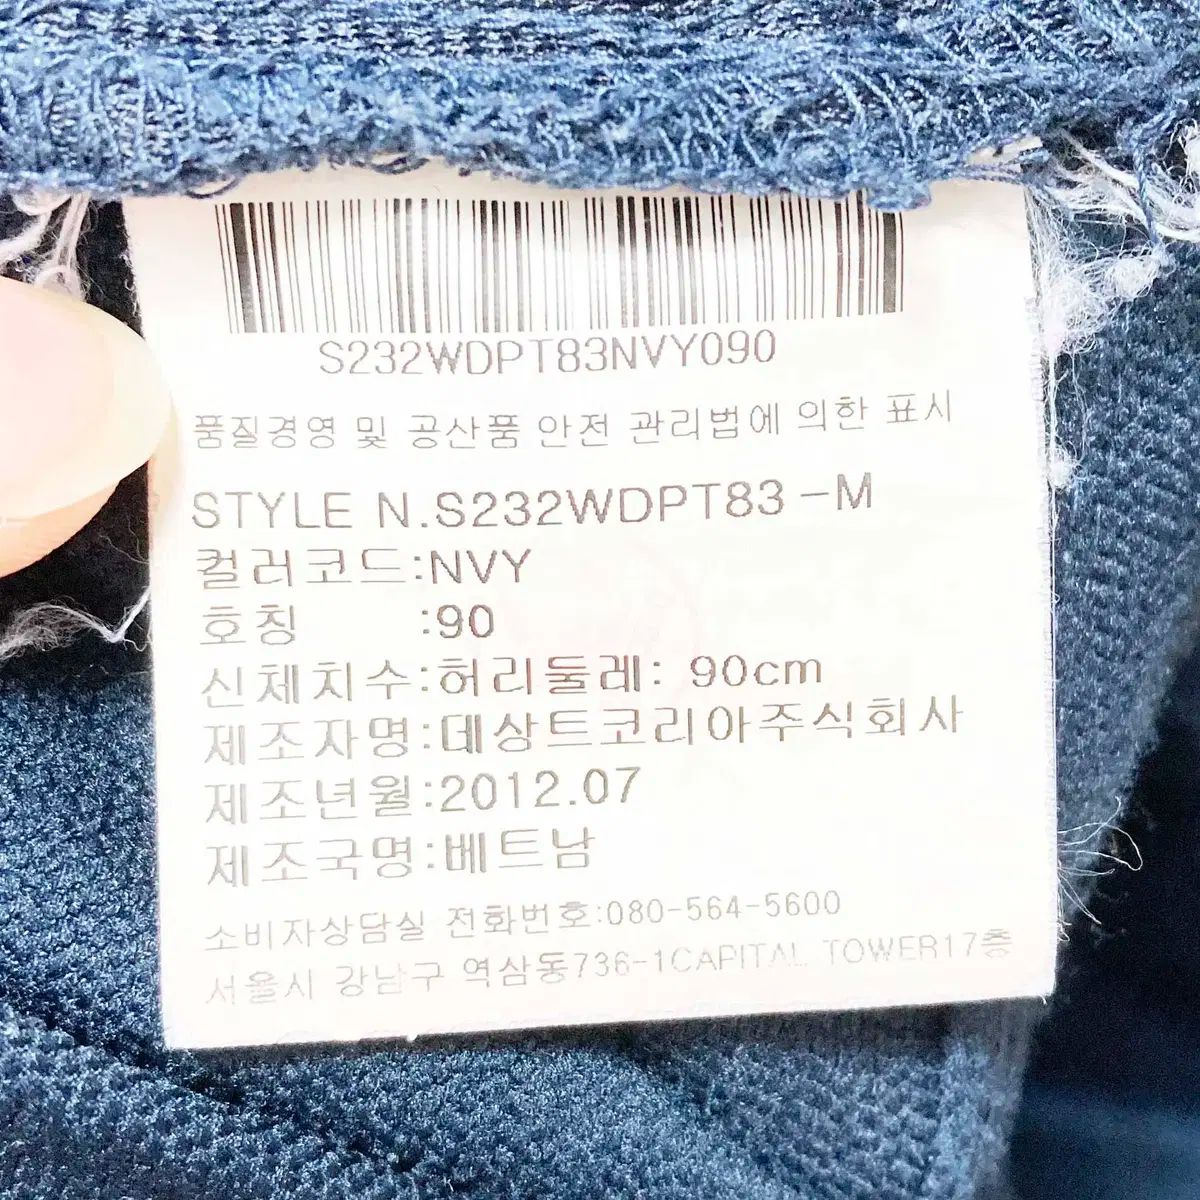 S232WDPT83NVY090
품질경영 및 공산품 안전 관리법에 의한 표시
STYLE N.S232WDPT83-M
컬러코드:NVY
호칭 :90
신체치수:허리둘레: 90cm
제조자명:데상트코리아주식회사
제조년월:2012.07
제조국명:베트남
소비자상담실 전화번호:080-564-5600
서울시 강남구 역삼동736-1CAPITAL TOWER17층